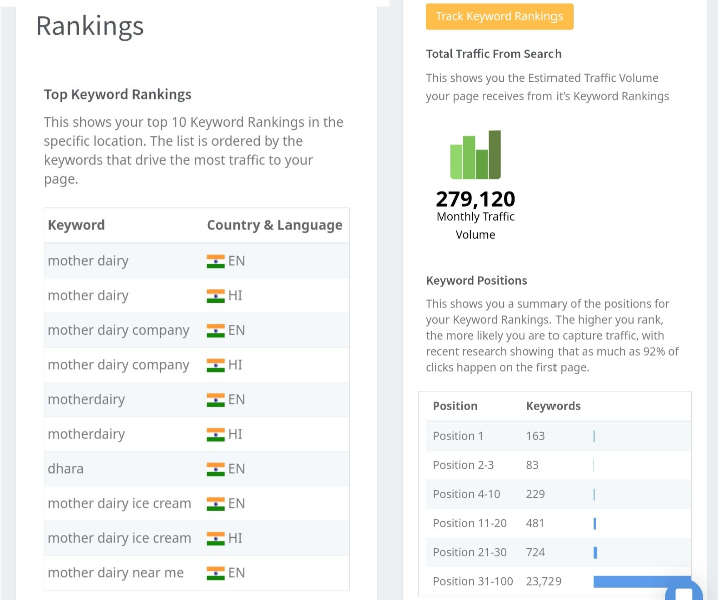 Rankings
Top Keyword Rankings
This shows your top 10 Keyword Rankings in the
specific location. The list is ordered by the
keywords that drive the most traffic to your
page.
Keyword Country & Language
mother dairy EN
mother dairy HI
mother dairy company EN
mother dairy company HI
motherdairy EN
motherdairy HI
dhara EN
mother dairy ice cream EN
mother dairy ice cream HI
mother dairy near me EN
Track Keyword Rankings
Total Traffic From Search
This shows you the Estimated Traffic Volume
your page receives from it's Keyword Rankings
279,120
Monthly Traffic
Volume
Keyword Positions
This shows you a summary of the positions for
your Keyword Rankings. The higher you rank,
the more likely you are to capture traffic, with
recent research showing that as much as 92% of
clicks happen on the first page.
Position Keywords
Position 1 163
Position 2-3 83
Position 4-10 229
Position 11-20 481
Position 21-30 724
Position 31-100 23,729